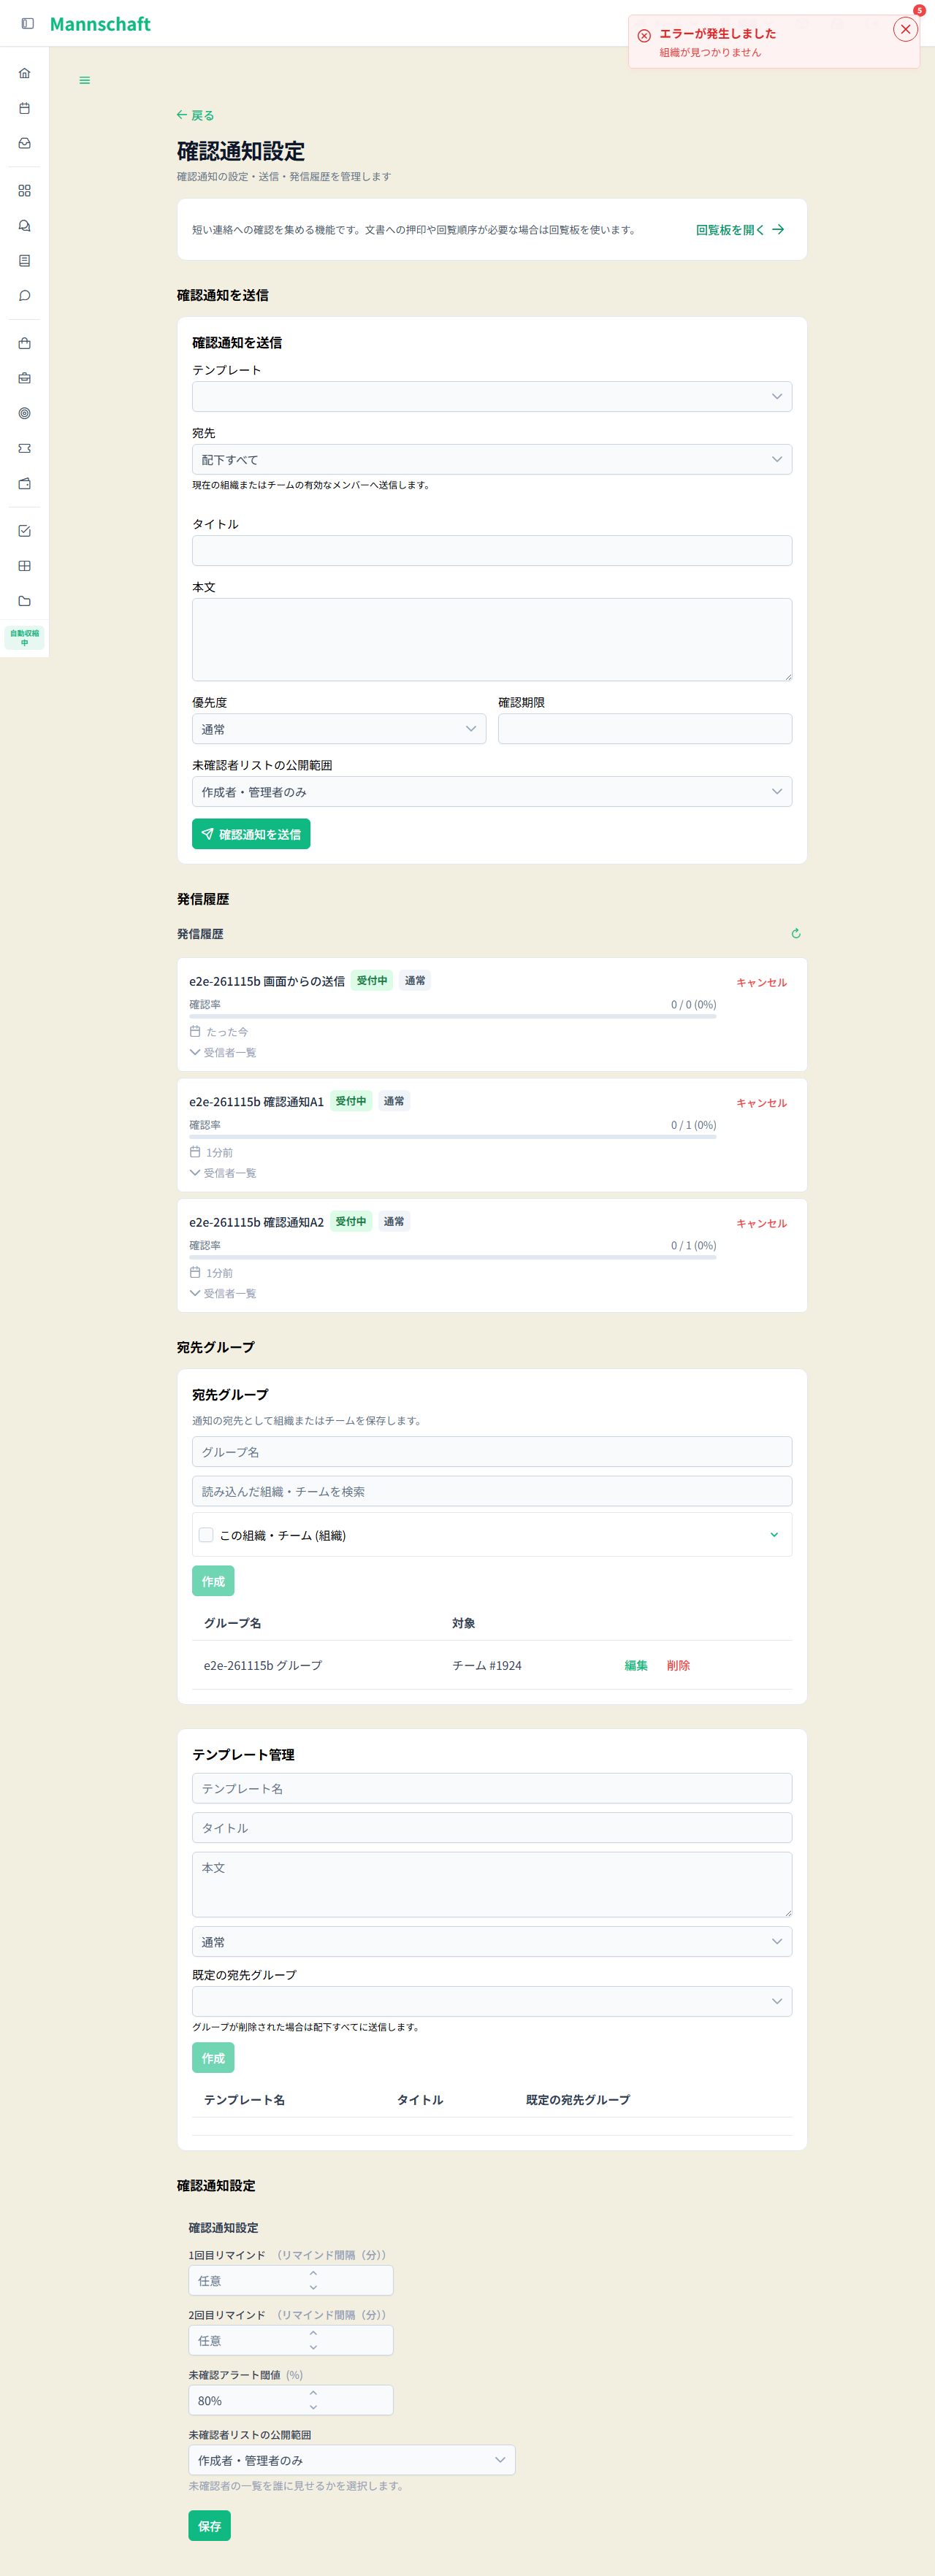 Mannschaft
5
エラーが発生しました
組織が見つかりません
戻る
確認通知設定
確認通知の設定・送信・発信履歴を管理します
短い連絡への確認を集める機能です。文書への押印や回覧順序が必要な場合は回覧板を使います。
回覧板を開く
確認通知を送信
確認通知を送信
テンプレート
宛先
配下すべて
現在の組織またはチームの有効なメンバーへ送信します。
タイトル
本文
優先度 確認期限
通常
未確認者リストの公開範囲
作成者・管理者のみ
確認通知を送信
自動収縮
中
発信履歴
発信履歴
e2e-261115b 画面からの送信 受付中 通常 キャンセル
確認率 0 / 0 (0%)
たった今
受信者一覧
e2e-261115b 確認通知A1 受付中 通常 キャンセル
確認率 0 / 1 (0%)
1分前
受信者一覧
e2e-261115b 確認通知A2 受付中 通常 キャンセル
確認率 0 / 1 (0%)
1分前
受信者一覧
宛先グループ
宛先グループ
通知の宛先として組織またはチームを保存します。
グループ名
読み込んだ組織・チームを検索
この組織・チーム (組織)
作成
グループ名 対象
e2e-261115b グループ チーム #1924 編集 削除
テンプレート管理
テンプレート名
タイトル
本文
通常
既定の宛先グループ
グループが削除された場合は配下すべてに送信します。
作成
テンプレート名 タイトル 既定の宛先グループ
確認通知設定
確認通知設定
1回目リマインド （リマインド間隔（分））
任意
2回目リマインド （リマインド間隔（分））
任意
未確認アラート閾値 (%)
80%
未確認者リストの公開範囲
作成者・管理者のみ
未確認者の一覧を誰に見せるかを選択します。
保存